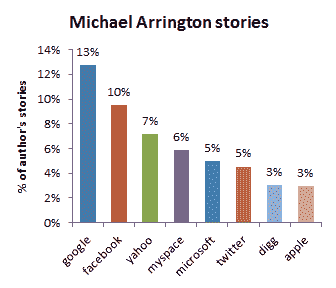 Michael Arrington stories
% of author's stories
14%
12%
10%
8%
6%
4%
2%
0%
13%
10%
7%
6%
5%
5%
3%
3%
google
facebook
yahoo
myspace
microsoft
twitter
digg
apple